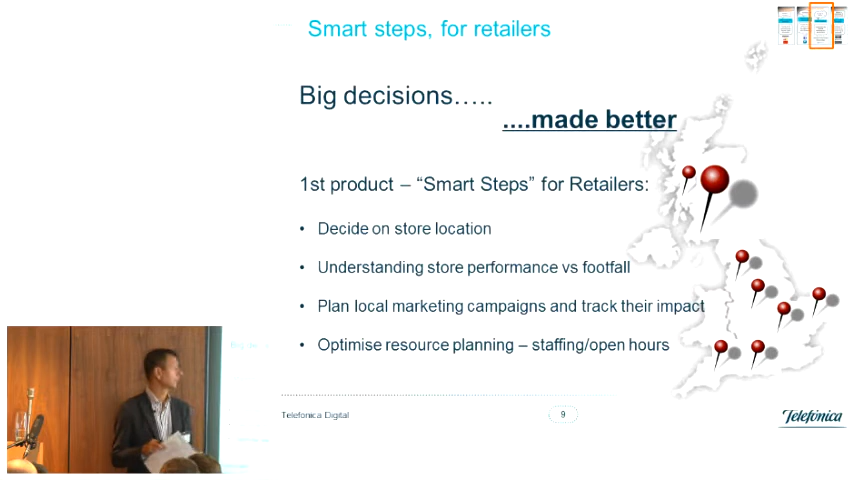 Smart steps, for retailers
Big decisions…..
....made better
1st product – “Smart Steps” for Retailers:
• Decide on store location
• Understanding store performance vs footfall
• Plan local marketing campaigns and track their impact
• Optimise resource planning – staffing/open hours
Telefonica Digital
9
Telefónica